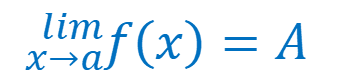 lim x→a f(x) = A